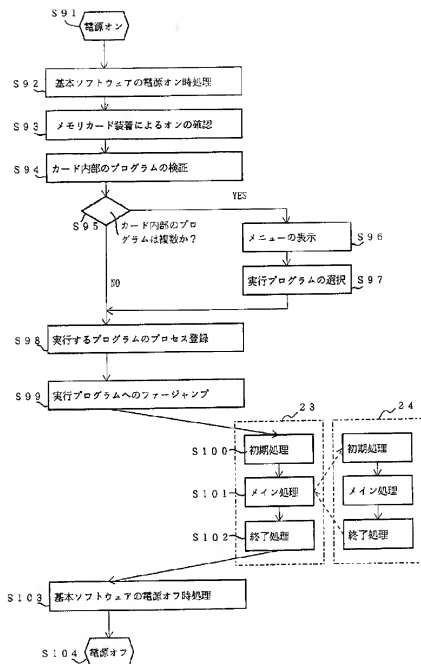 S91
電源オン
S92
基本ソフトウェアの電源オン時処理
S93
メモリカード装着によるオンの確認
S94
カード内部のプログラムの検証
YES
S95
カード内部のプロ
グラムは複数か?
メニューの表示
S96
実行プログラムの選択
S97
NO
S98
実行するプログラムのプロセス登録
S99
実行プログラムへのファージャンプ
23
24
S100
初期処理
初期処理
S101
メイン処理
メイン処理
S102
終了処理
終了処理
S103
基本ソフトウェアの電源オフ時処理
S104
電源オフ